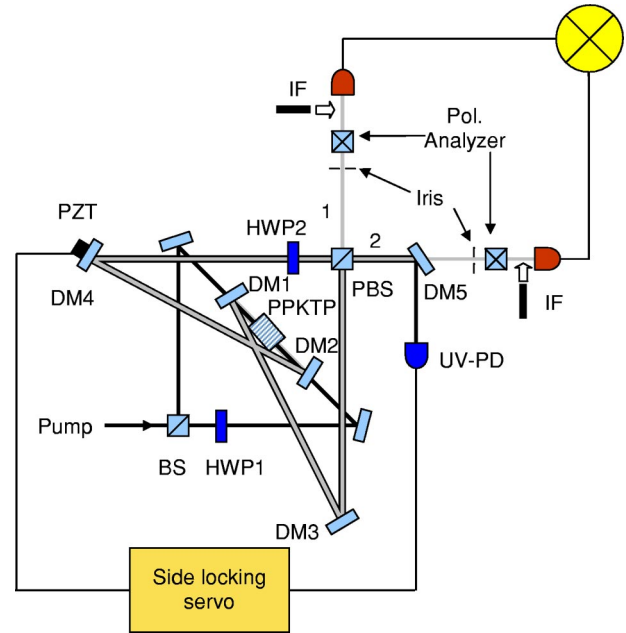 IF
Pol.
Analyzer
Iris
1
PZT
HWP2
2
DM4
DM1
PBS
DM5
IF
PPKTP
DM2
UV-PD
Pump
BS
HWP1
DM3
Side locking
servo